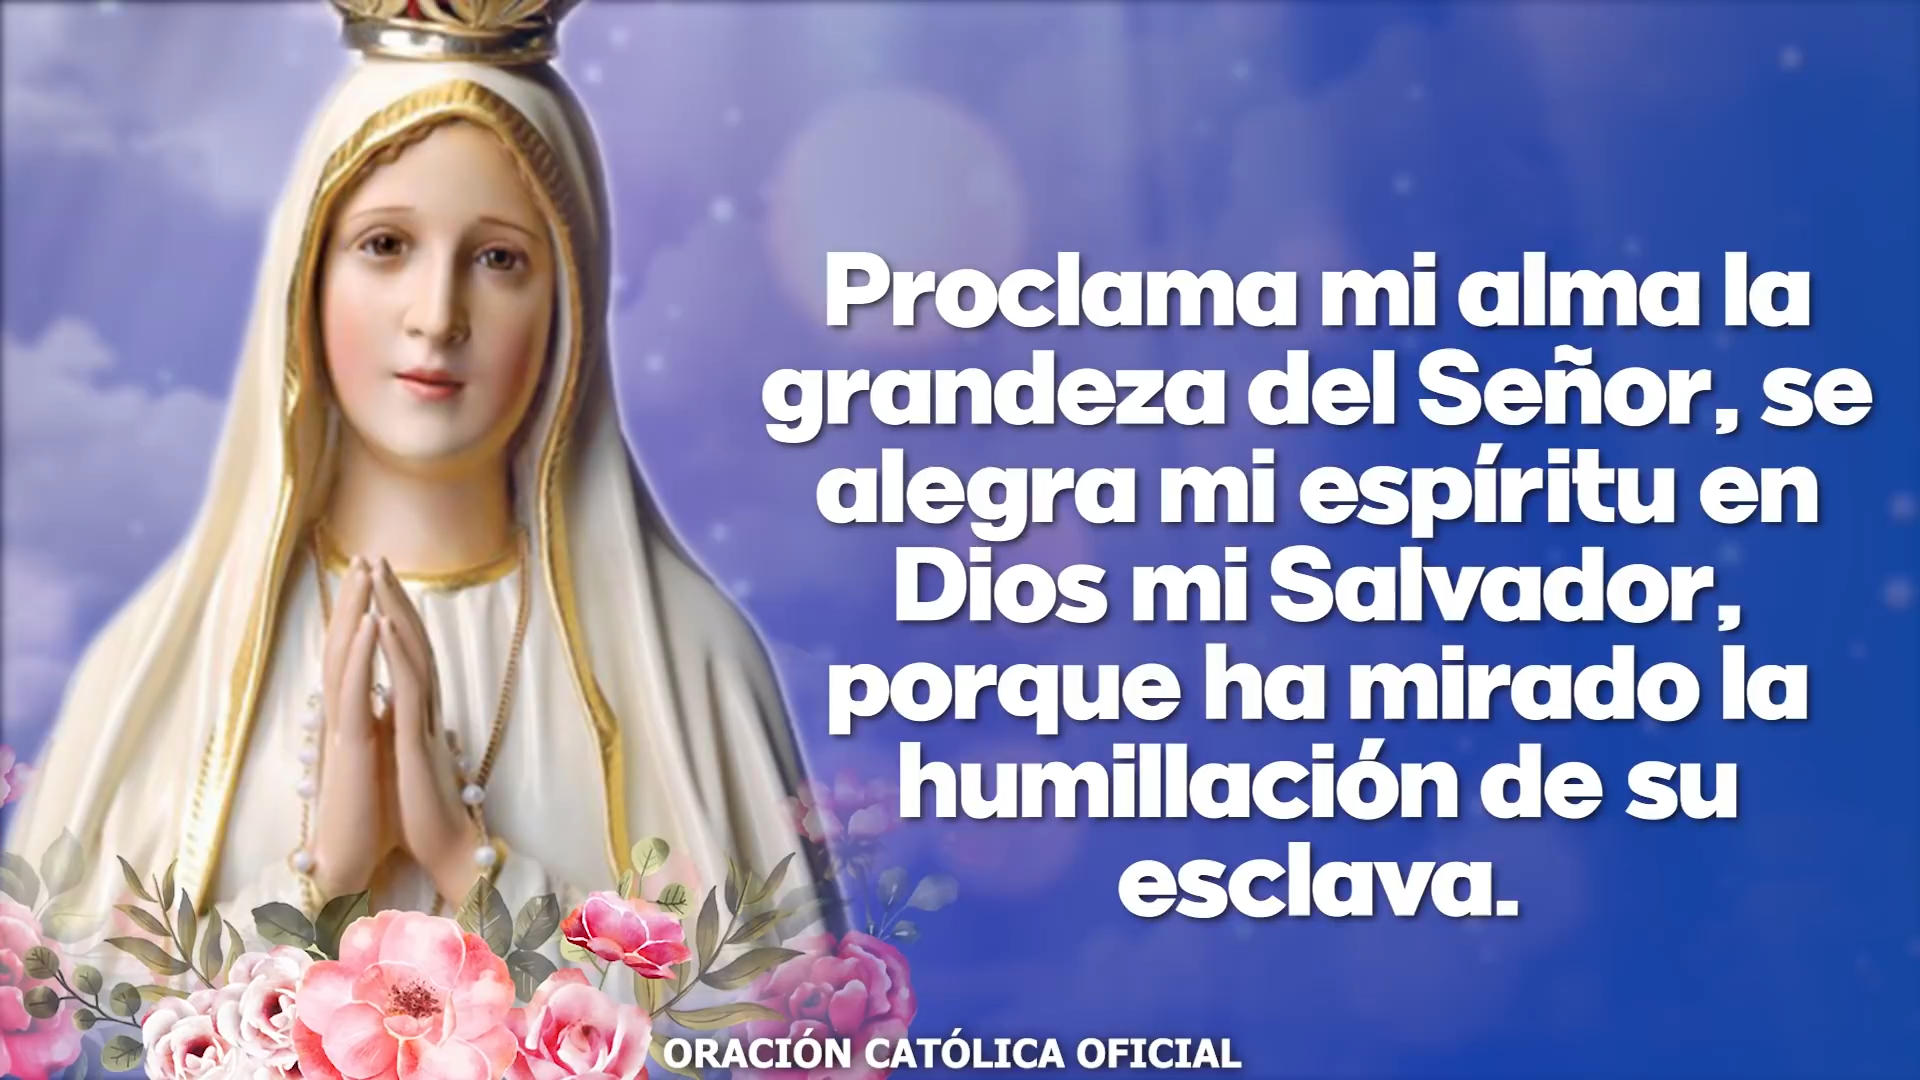 Proclama mi alma la
grandeza del Señor, se
alegra mi espíritu en
Dios mi Salvador,
porque ha mirado la
humillación de su
esclava.
ORACIÓN CATÓLICA OFICIAL